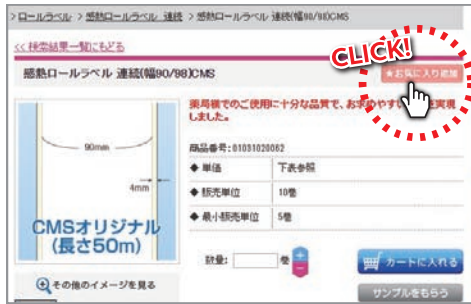 > ロールラベル > 感熱ロールラベル 連続 > 感熱ロールラベル 連続(幅90/98)CMS
<< 検索結果一覧にもどる
CLICK!
感熱ロールラベル 連続(幅90/98)CMS
★お気に入り追加
薬局様でのご使用に十分な品質で、お求めやすい
実現
しました。
90mm
4mm
CMSオリジナル
(長さ50m)
商品番号:01031020062
◆ 単価 下表参照
◆ 販売単位 10巻
◆ 最小販売単位 5巻
数量: 巻
カートに入れる
その他のイメージを見る
サンプルをもらう